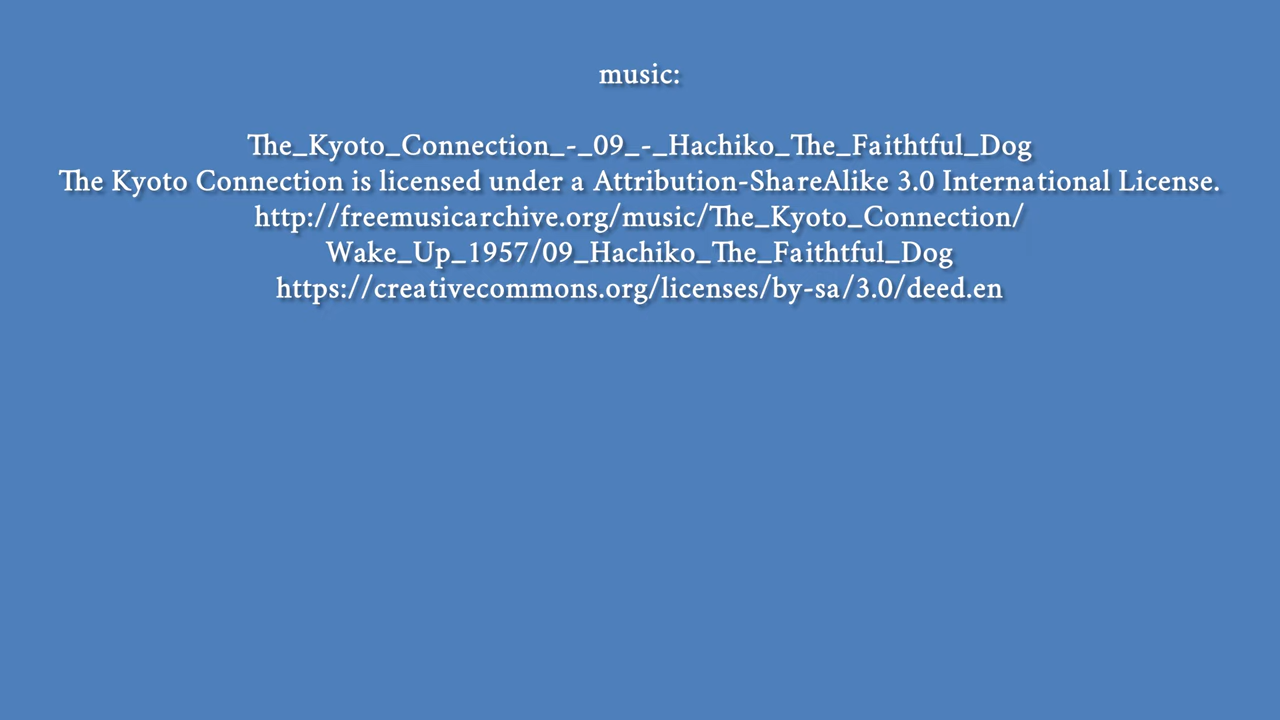 music:
The_Kyoto_Connection_-_09_-_Hachiko_The_Faithtful_Dog
The Kyoto Connection is licensed under a Attribution-ShareAlike 3.0 International License.
http://freemusicarchive.org/music/The_Kyoto_Connection/
Wake_Up_1957/09_Hachiko_The_Faithtful_Dog
https://creativecommons.org/licenses/by-sa/3.0/deed.en